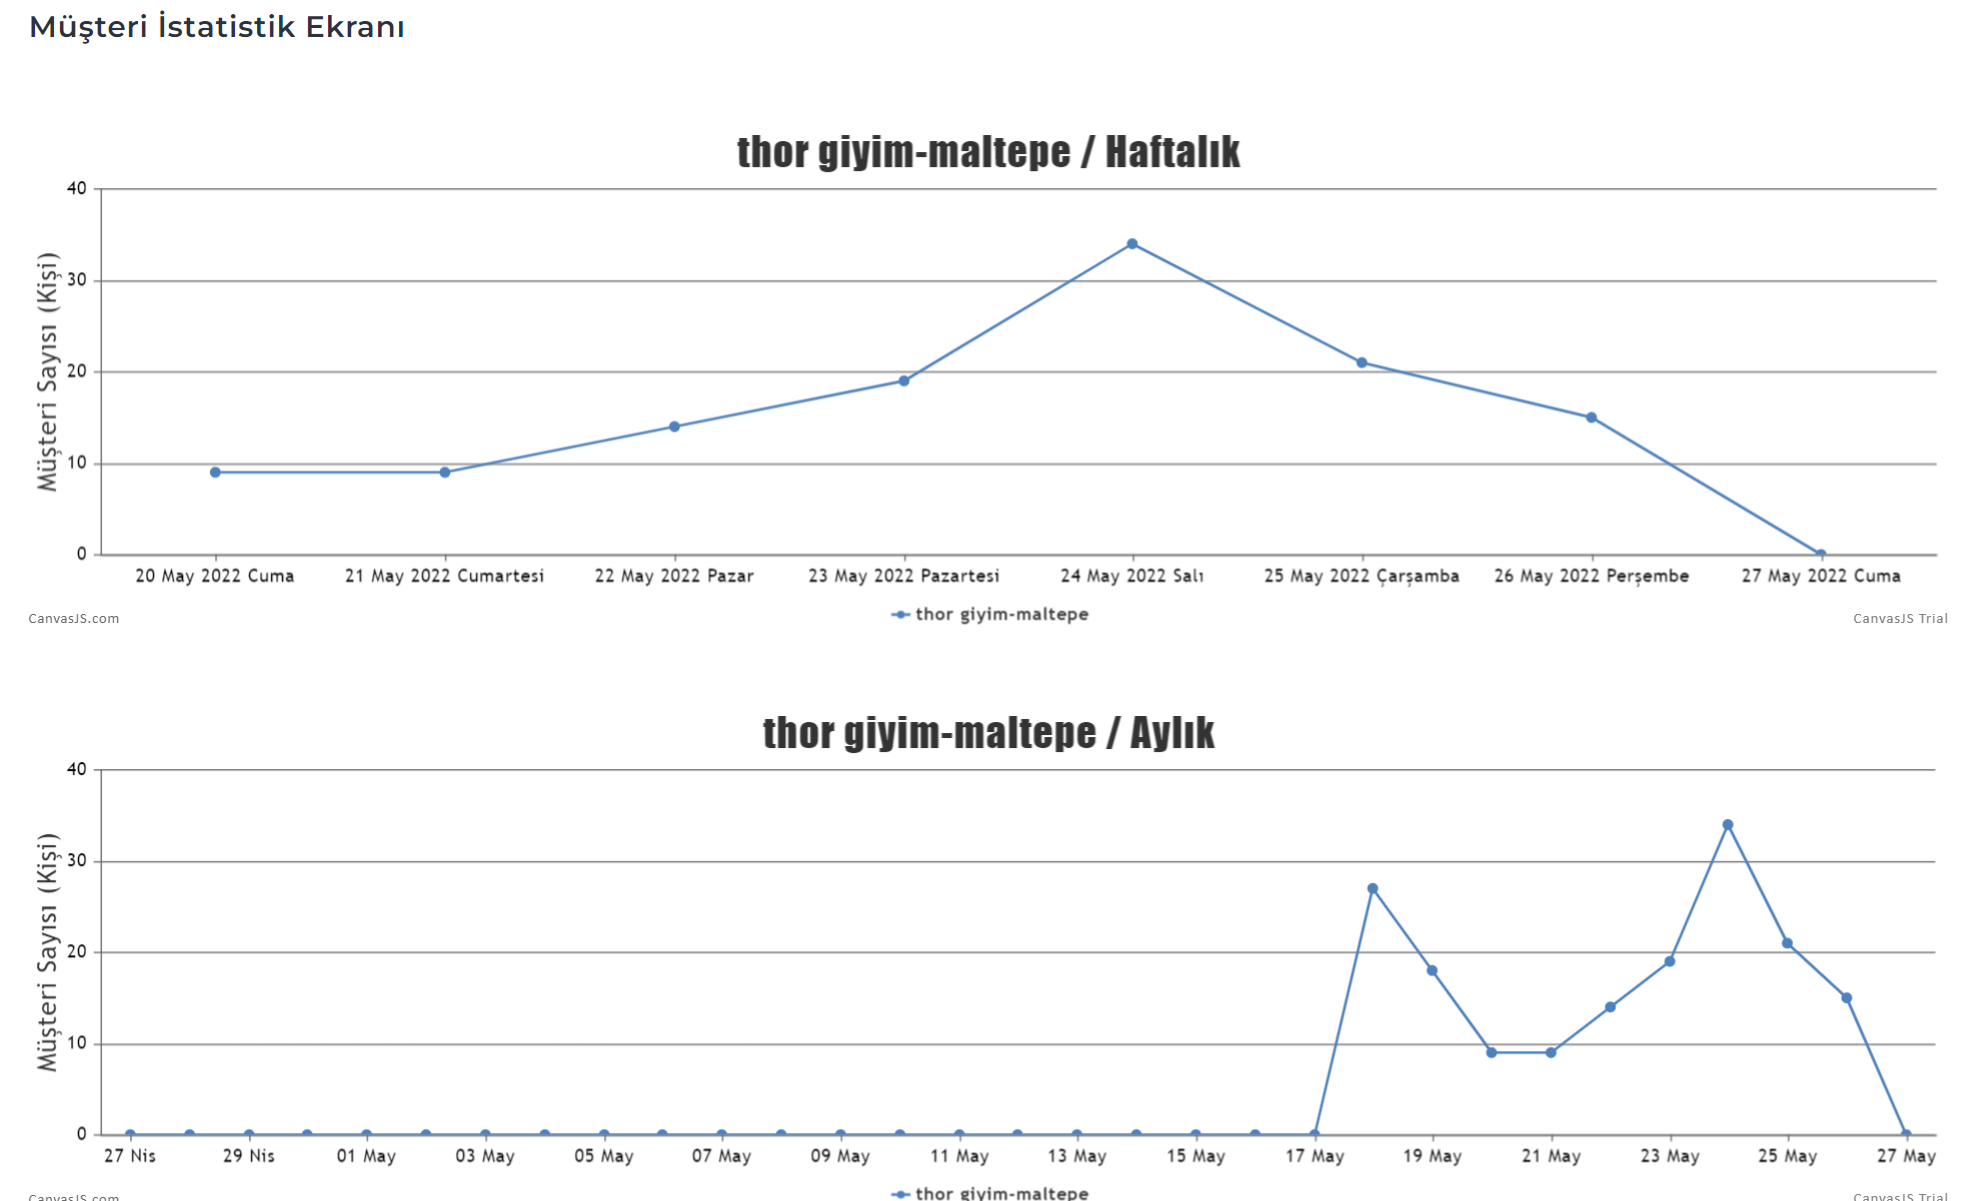 Müşteri İstatistik Ekranı
thor giyim-maltepe / Haftalık
Müşteri Sayısı (Kişi)
40
30
20
10
0
20 May 2022 Cuma 21 May 2022 Cumartesi 22 May 2022 Pazar 23 May 2022 Pazartesi 24 May 2022 Salı 25 May 2022 Çarşamba 26 May 2022 Perşembe 27 May 2022 Cuma
thor giyim-maltepe
CanvasJS.com CanvasJS Trial
thor giyim-maltepe / Aylık
Müşteri Sayısı (Kişi)
40
30
20
10
0
27 Nis 29 Nis 01 May 03 May 05 May 07 May 09 May 11 May 13 May 15 May 17 May 19 May 21 May 23 May 25 May 27 May
thor giyim-maltepe
CanvasJS.com CanvasJS Trial